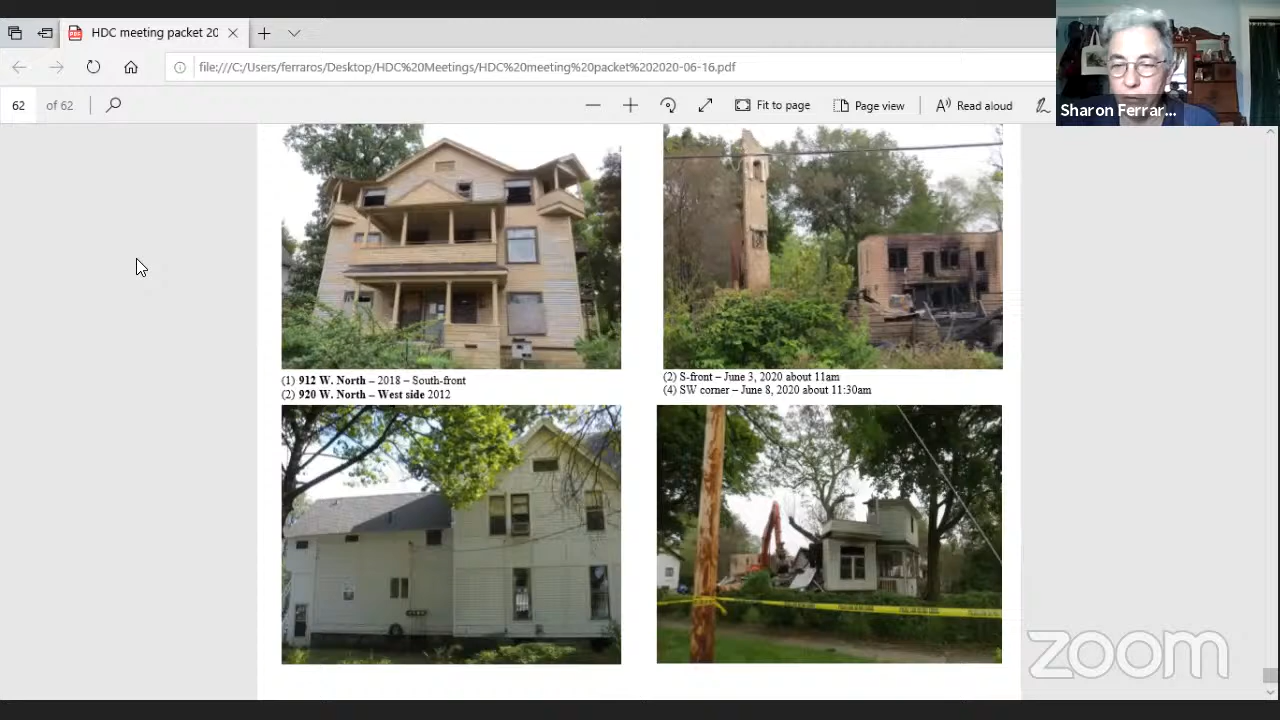 HDC meeting packet 20
file:///C:/Users/ferraros/Desktop/HDC%20Meetings/HDC%20meeting%20packet%202020-06-16.pdf
62 of 62
Fit to page
Page view
Read aloud
Sharon Ferrar...
(1) 912 W. North – 2018 – South-front
(2) 920 W. North – West side 2012
(2) S-front – June 3, 2020 about 11am
(4) SW corner – June 8, 2020 about 11:30am
zoom